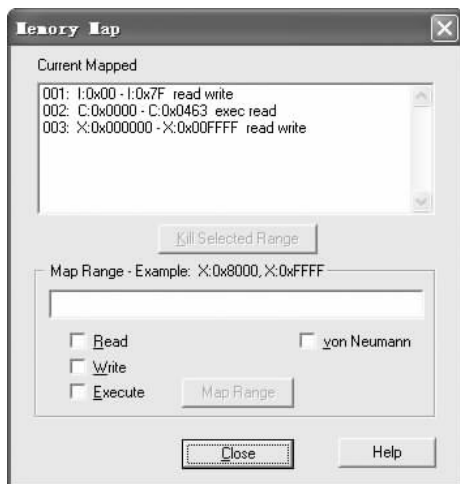 Memory Map
Current Mapped
001: I:0x00 - I:0x7F read write
002: C:0x0000 - C:0x0463 exec read
003: X:0x000000 - X:0x00FFFF read write
Kill Selected Range
Map Range - Example: X:0x8000, X:0xFFFF
Read
von Neumann
Write
Execute
Map Range
Close
Help